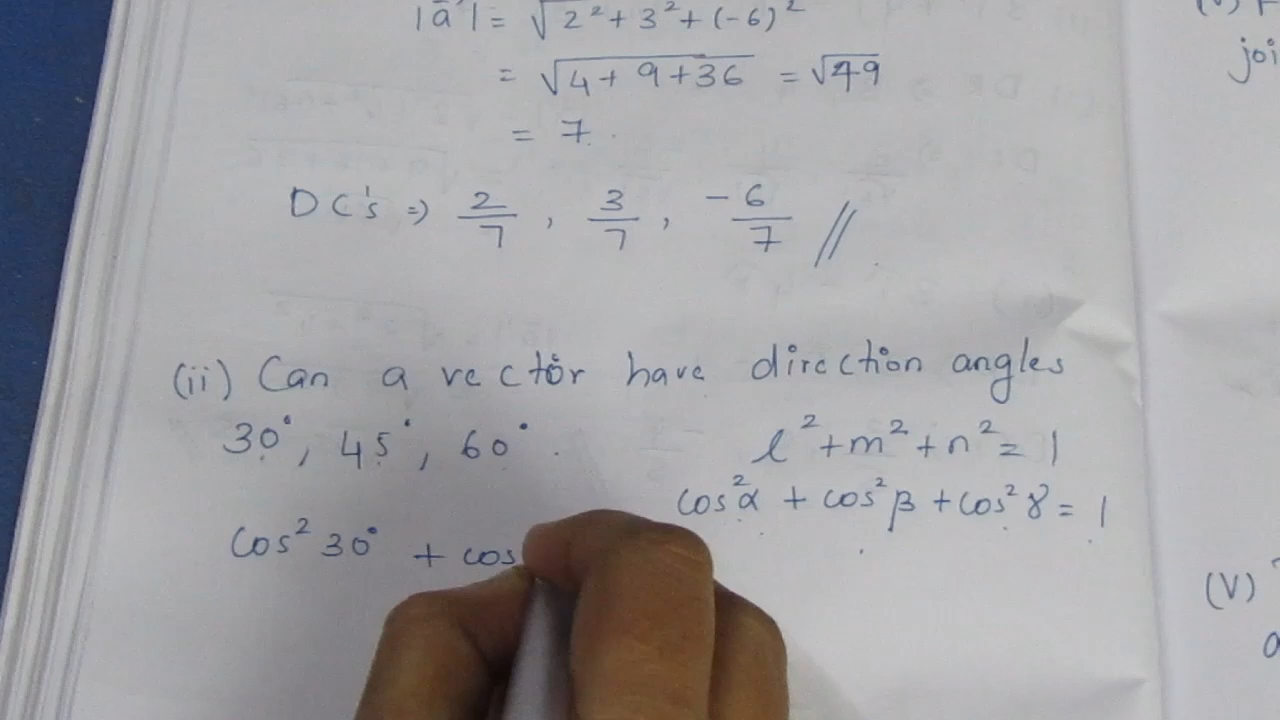 |a̅| = √2² + 3² + (-6)²
= √4 + 9 + 36 = √49
= 7.
DC's ⇒ 2/7, 3/7, -6/7 //
(ii) Can a vector have direction angles
30°, 45°, 60°.
l² + m² + n² = 1
cos²α + cos²β + cos²γ = 1
cos² 30° + cos
joi
(V)